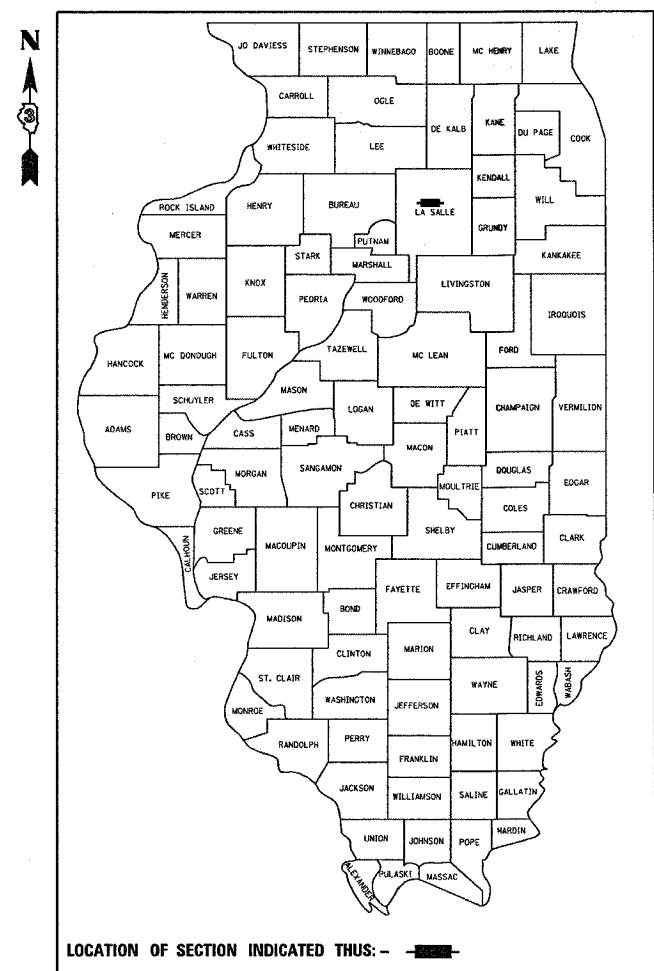 N
3
JO DAVIESS STEPHENSON WINNEBAGO BOONE MC HENRY LAKE
CARROLL OGLE DE KALB KANE DU PAGE COOK
WHITESIDE LEE
KENDALL WILL
ROCK ISLAND HENRY BUREAU LA SALLE
MERCER PUTNAM GRUNDY
STARK MARSHALL KANKAKEE
HENDERSON WARREN KNOX PEORIA WOODFORD LIVINGSTON IROQUOIS
HANCOCK MC DONOUGH FULTON TAZEWELL MC LEAN FORD
MASON
SCHUYLER LOGAN DE WITT CHAMPAIGN VERMILION
ADAMS BROWN CASS MENARD PIATT
MACON
MORGAN SANGAMON DOUGLAS EDGAR
PIKE SCOTT MOULTRIE
CHRISTIAN COLES
GREENE SHELBY
CALHOUN MACOUPIN MONTGOMERY CUMBERLAND CLARK
JERSEY
FAYETTE EFFINGHAM JASPER CRAWFORD
MADISON BOND
CLAY RICHLAND LAWRENCE
CLINTON MARION
ST. CLAIR WAYNE EDWARDS WABASH
WASHINGTON JEFFERSON
MONROE
RANDOLPH PERRY HAMILTON WHITE
FRANKLIN
JACKSON WILLIAMSON SALINE GALLATIN
HARDIN
UNION JOHNSON POPE
ALEXANDER PULASKI MASSAC
LOCATION OF SECTION INDICATED THUS: -